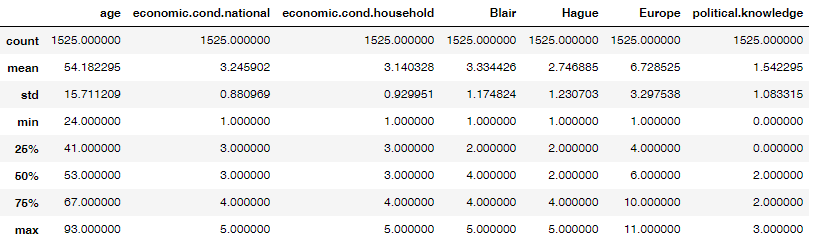 age economic.cond.national economic.cond.household Blair Hague Europe political.knowledge
count 1525.000000 1525.000000 1525.000000 1525.000000 1525.000000 1525.000000 1525.000000
mean 54.182295 3.245902 3.140328 3.334426 2.746885 6.728525 1.542295
std 15.711209 0.880969 0.929951 1.174824 1.230703 3.297538 1.083315
min 24.000000 1.000000 1.000000 1.000000 1.000000 1.000000 0.000000
25% 41.000000 3.000000 3.000000 2.000000 2.000000 4.000000 0.000000
50% 53.000000 3.000000 3.000000 4.000000 2.000000 6.000000 2.000000
75% 67.000000 4.000000 4.000000 4.000000 4.000000 10.000000 2.000000
max 93.000000 5.000000 5.000000 5.000000 5.000000 11.000000 3.000000